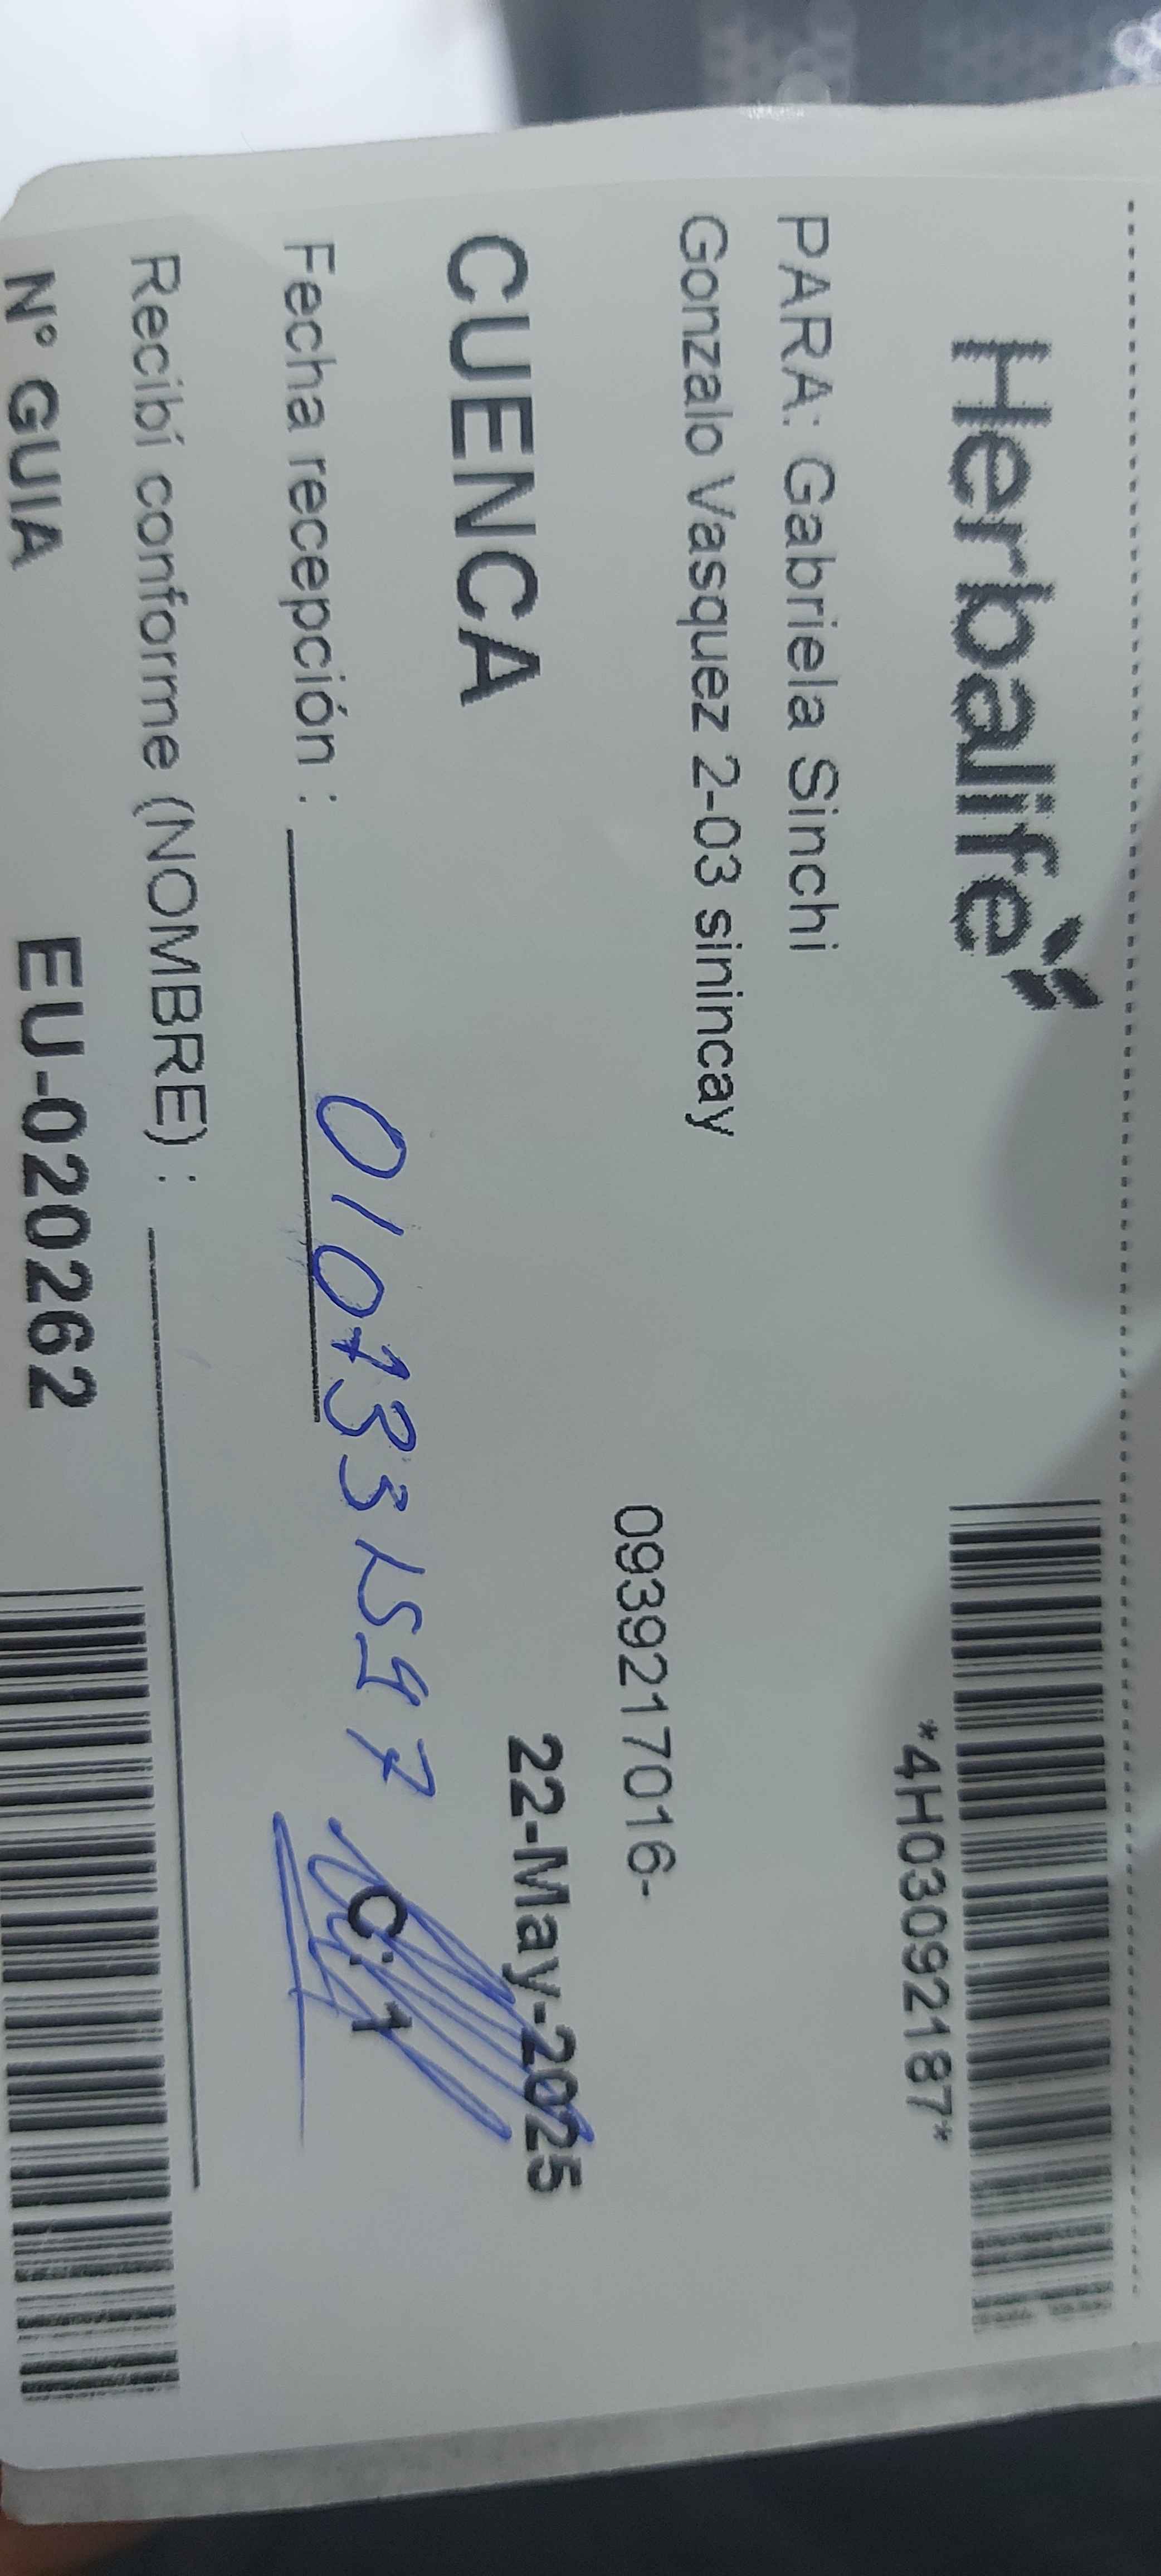 Herbalife
*4H03092187*
PARA: Gabriela Sinchi
Gonzalo Vasquez 2-03 sinincay
0939217016-
CUENCA 22-May-2025
Fecha recepción : 0107331597
C.1
Recibí conforme (NOMBRE) :
N° GUIA EU-020262